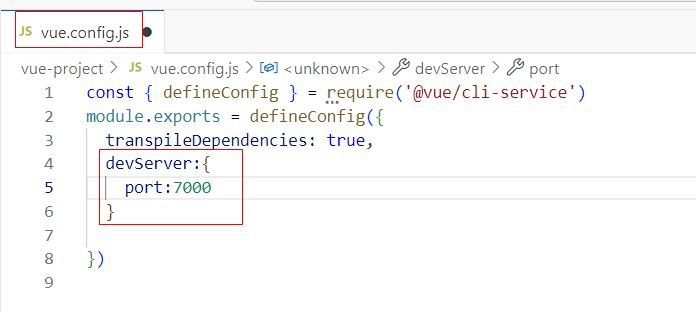 JS vue.config.js
vue-project > JS vue.config.js > <unknown> > devServer > port
1 const { defineConfig } = require('@vue/cli-service')
2 module.exports = defineConfig({
3   transpileDependencies: true,
4   devServer:{
5     port:7000
6   }
7
8 })
9